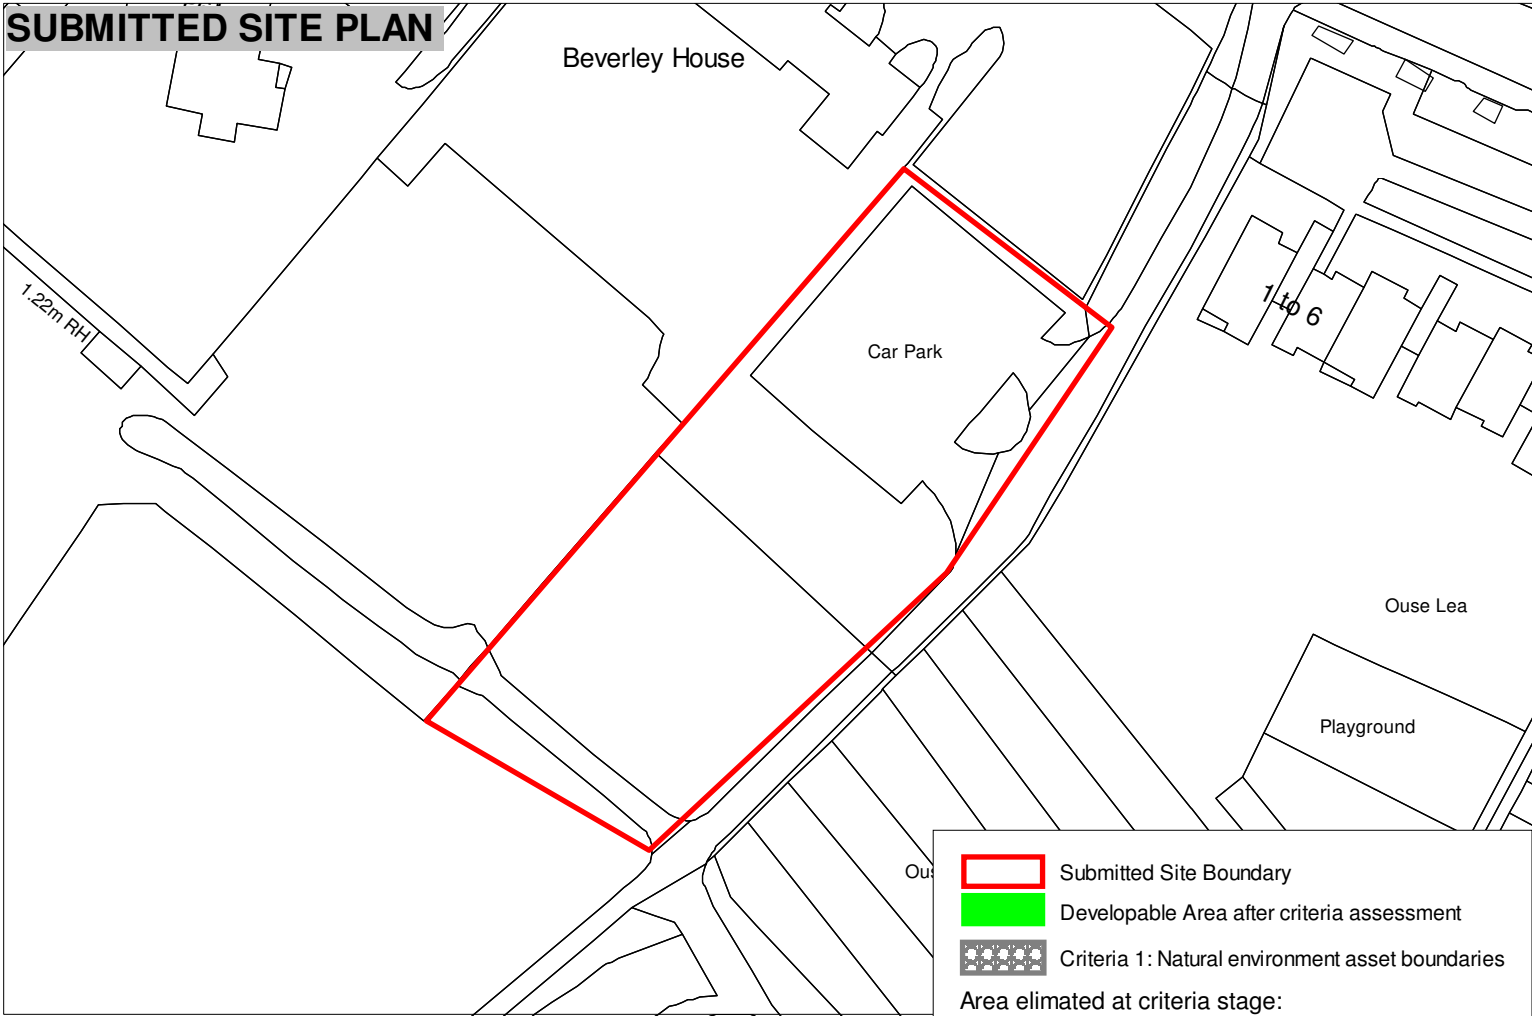 SUBMITTED SITE PLAN
Beverley House
1.22m RH
1 to 6
Car Park
Ouse Lea
Playground
Submitted Site Boundary
Developable Area after criteria assessment
Criteria 1: Natural environment asset boundaries
Area elimated at criteria stage: